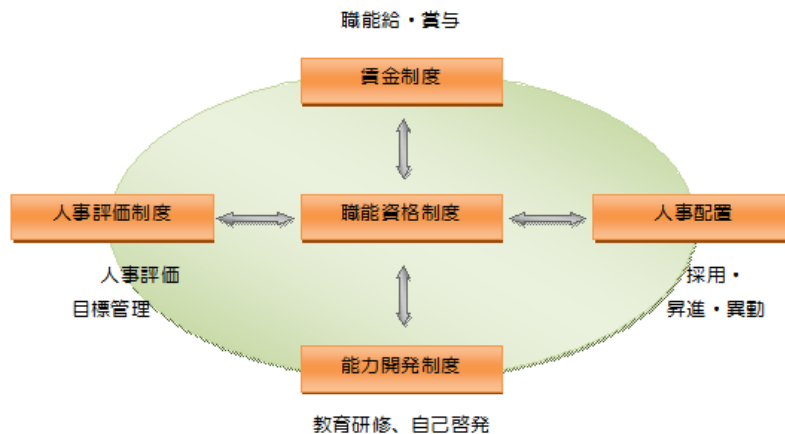 職能給・賞与
賃金制度
人事評価制度
職能資格制度
人事配置
人事評価
目標管理
採用・
昇進・異動
能力開発制度
教育研修、自己啓発